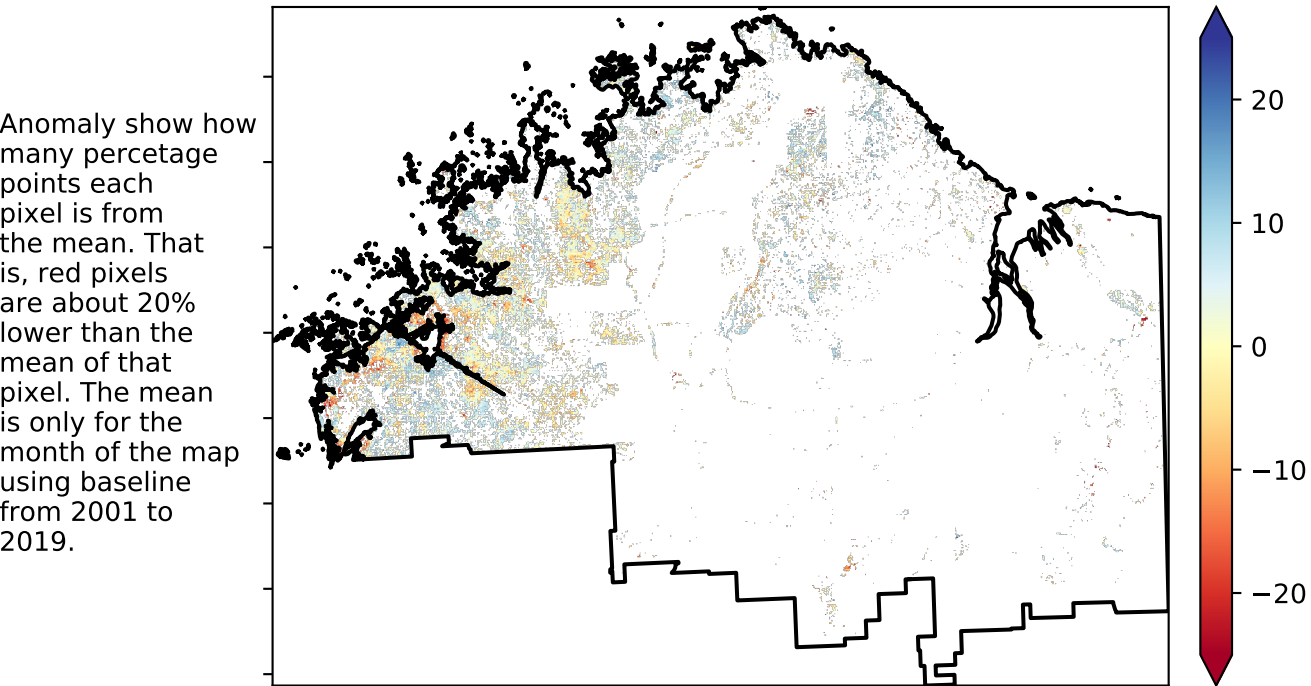 Anomaly show how
many percetage
points each
pixel is from
the mean. That
is, red pixels
are about 20%
lower than the
mean of that
pixel. The mean
is only for the
month of the map
using baseline
from 2001 to
2019.
20
10
0
−10
−20